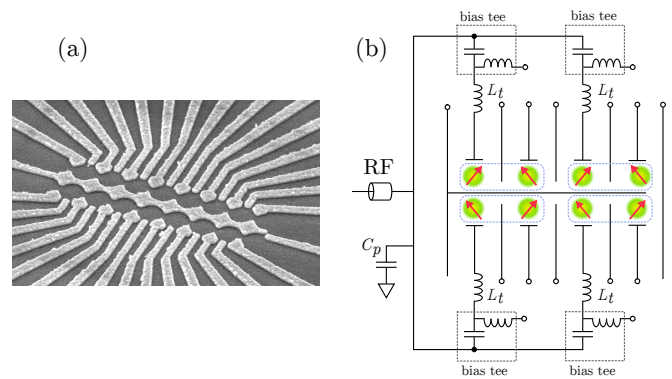 (a)
(b)
bias tee
bias tee
L_t
L_t
RF
C_p
L_t
L_t
bias tee
bias tee